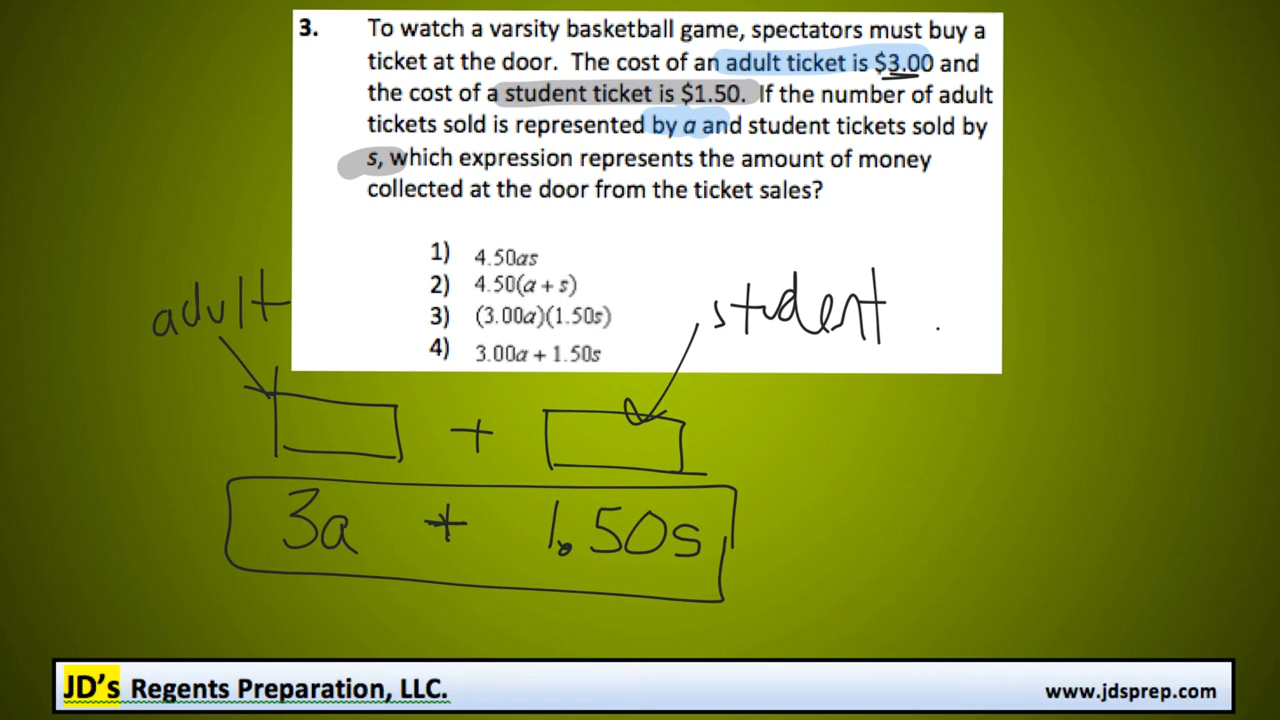 3. To watch a varsity basketball game, spectators must buy a
ticket at the door. The cost of an adult ticket is $3.00 and
the cost of a student ticket is $1.50. If the number of adult
tickets sold is represented by a and student tickets sold by
s, which expression represents the amount of money
collected at the door from the ticket sales?
1) 4.50as
2) 4.50(a + s)
3) (3.00a)(1.50s)
4) 3.00a + 1.50s
adult
student
+
3a + 1.50s
JD's Regents Preparation, LLC.
www.jdsprep.com